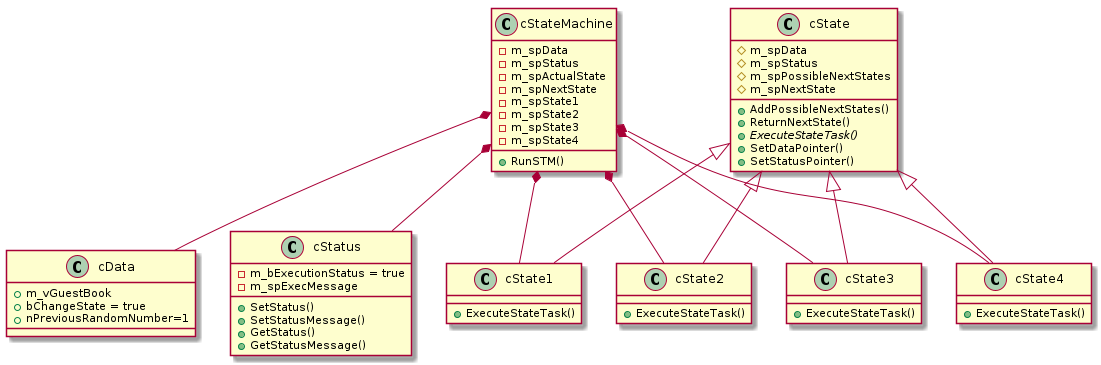 C cStateMachine
m_spData
m_spStatus
m_spActualState
m_spNextState
m_spState1
m_spState2
m_spState3
m_spState4
RunSTM()
C cState
m_spData
m_spStatus
m_spPossibleNextStates
m_spNextState
AddPossibleNextStates()
ReturnNextState()
ExecuteStateTask()
SetDataPointer()
SetStatusPointer()
C cData
m_vGuestBook
bChangeState = true
nPreviousRandomNumber=1
C cStatus
m_bExecutionStatus = true
m_spExecMessage
SetStatus()
SetStatusMessage()
GetStatus()
GetStatusMessage()
C cState1
ExecuteStateTask()
C cState2
ExecuteStateTask()
C cState3
ExecuteStateTask()
C cState4
ExecuteStateTask()